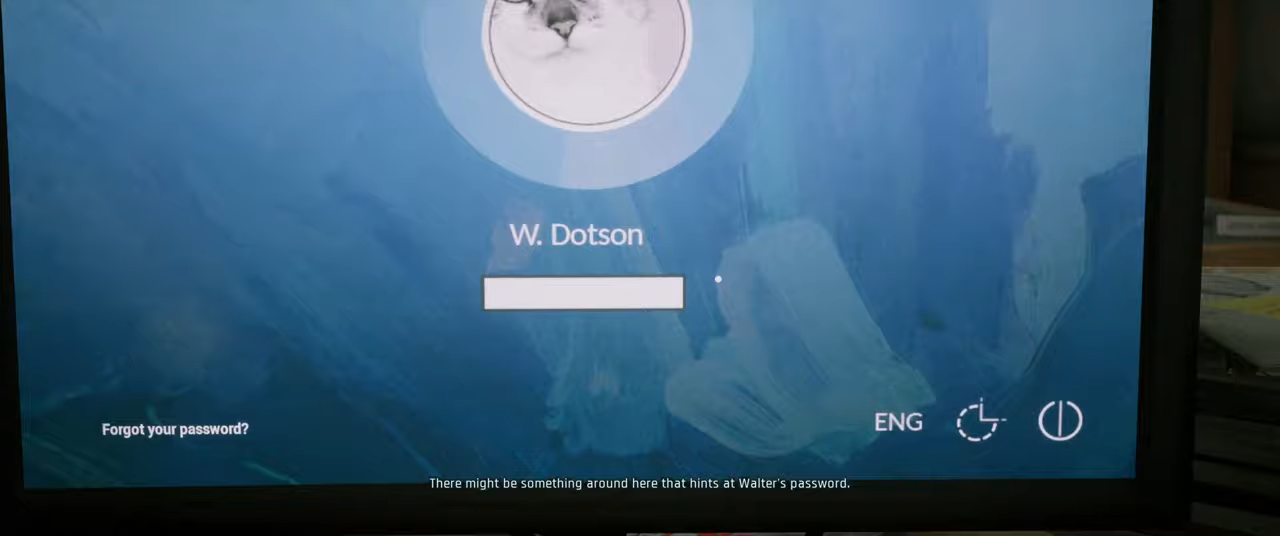 W. Dotson
Forgot your password?
ENG
There might be something around here that hints at Walter's password.